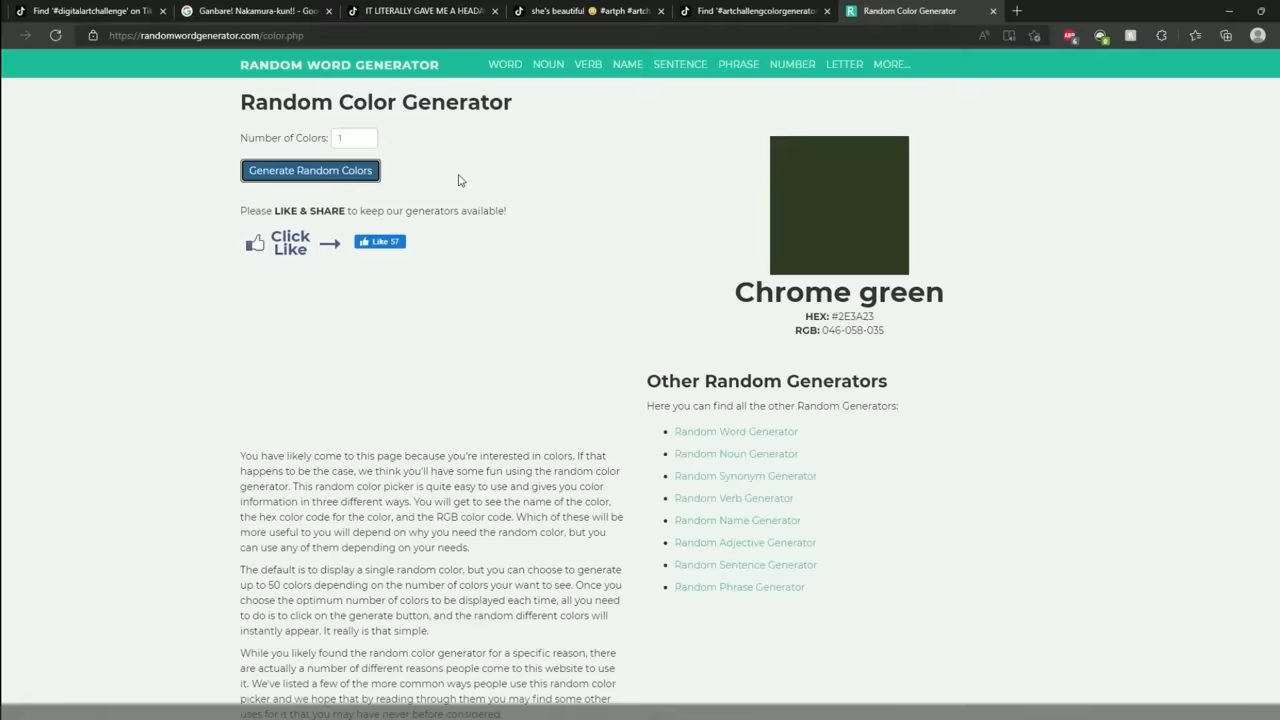 Find '#digitalartchallenge' on Ti
Ganbare! Nakamura-kun!! - Goo
IT LITERALLY GAVE ME A HEADA
she's beautiful 🥹 #artph #artch
Find '#artchallengcolorgenerato
Random Color Generator
https://randomwordgenerator.com/color.php
RANDOM WORD GENERATOR
WORD NOUN VERB NAME SENTENCE PHRASE NUMBER LETTER MORE...
Random Color Generator
Number of Colors: 1
Generate Random Colors
Please LIKE & SHARE to keep our generators available!
Click
Like
Like 57
Chrome green
HEX: #2E3A23
RGB: 046-058-035
Other Random Generators
Here you can find all the other Random Generators:
Random Word Generator
Random Noun Generator
Random Synonym Generator
Random Verb Generator
Random Name Generator
Random Adjective Generator
Random Sentence Generator
Random Phrase Generator
You have likely come to this page because you're interested in colors. If that
happens to be the case, we think you'll have some fun using the random color
generator. This random color picker is quite easy to use and gives you color
information in three different ways. You will get to see the name of the color,
the hex color code for the color, and the RGB color code. Which of these will be
more useful to you will depend on why you need the random color, but you
can use any of them depending on your needs.
The default is to display a single random color, but you can choose to generate
up to 50 colors depending on the number of colors your want to see. Once you
choose the optimum number of colors to be displayed each time, all you need
to do is to click on the generate button, and the random different colors will
instantly appear. It really is that simple.
While you likely found the random color generator for a specific reason, there
are actually a number of different reasons people come to this website to use
it. We've listed a few of the more common ways people use this random color
picker and we hope that by reading through them you may find some other
uses for it that you may have never before considered.